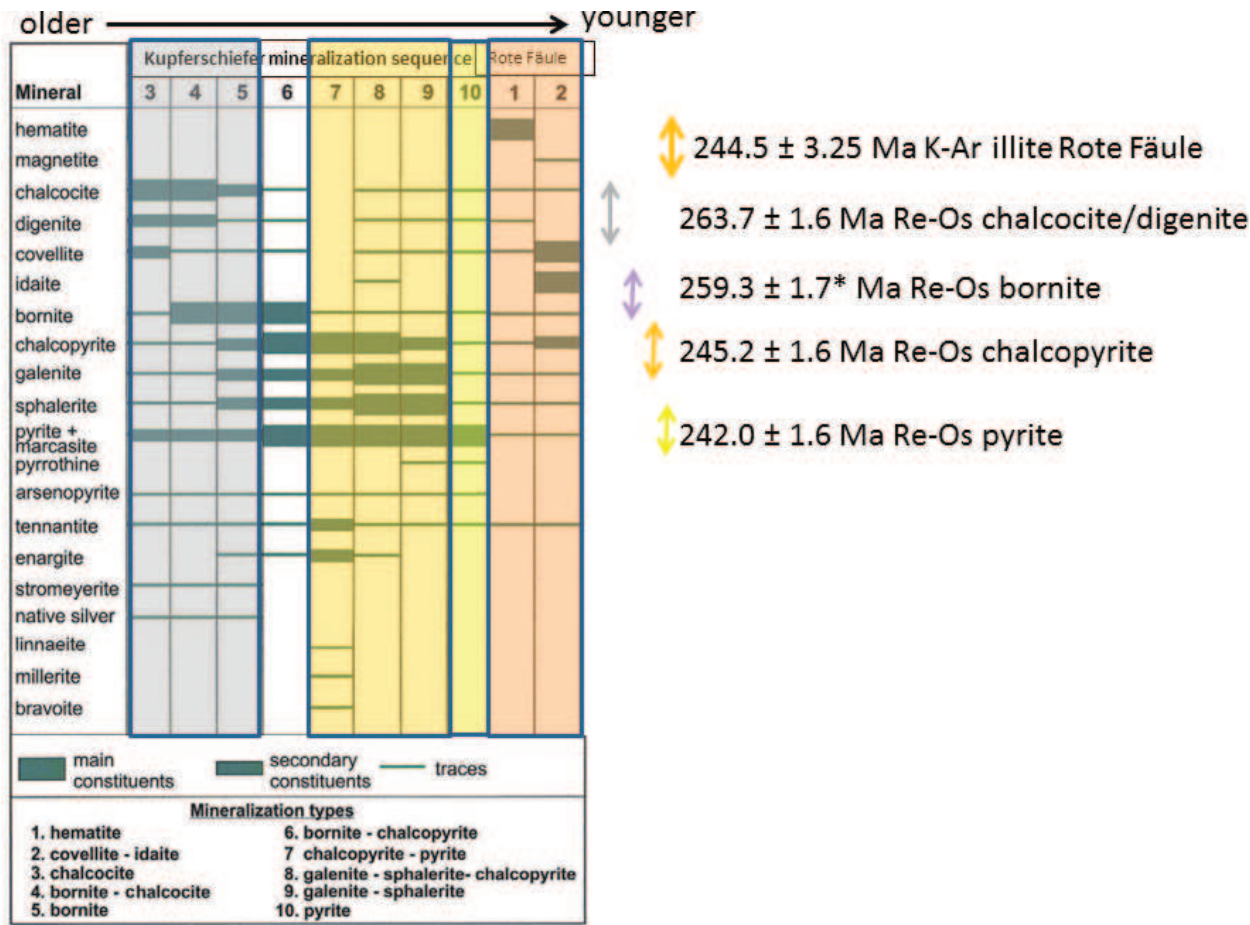 older
younger
Kupferschiefer mineralization sequence
Rote Fäule
Mineral
3 4 5 6 7 8 9 10 1 2
hematite
magnetite
chalcocite
digenite
covellite
idaite
bornite
chalcopyrite
galenite
sphalerite
pyrite +
marcasite
pyrrothine
arsenopyrite
tennantite
enargite
stromeyerite
native silver
linnaeite
millerite
bravoite
244.5 ± 3.25 Ma K-Ar illite Rote Fäule
263.7 ± 1.6 Ma Re-Os chalcocite/digenite
259.3 ± 1.7* Ma Re-Os bornite
245.2 ± 1.6 Ma Re-Os chalcopyrite
242.0 ± 1.6 Ma Re-Os pyrite
main
constituents
secondary
constituents
traces
Mineralization types
1. hematite
2. covellite - idaite
3. chalcocite
4. bornite - chalcocite
5. bornite
6. bornite - chalcopyrite
7 chalcopyrite - pyrite
8 galenite - sphalerite- chalcopyrite
9. galenite - sphalerite
10. pyrite